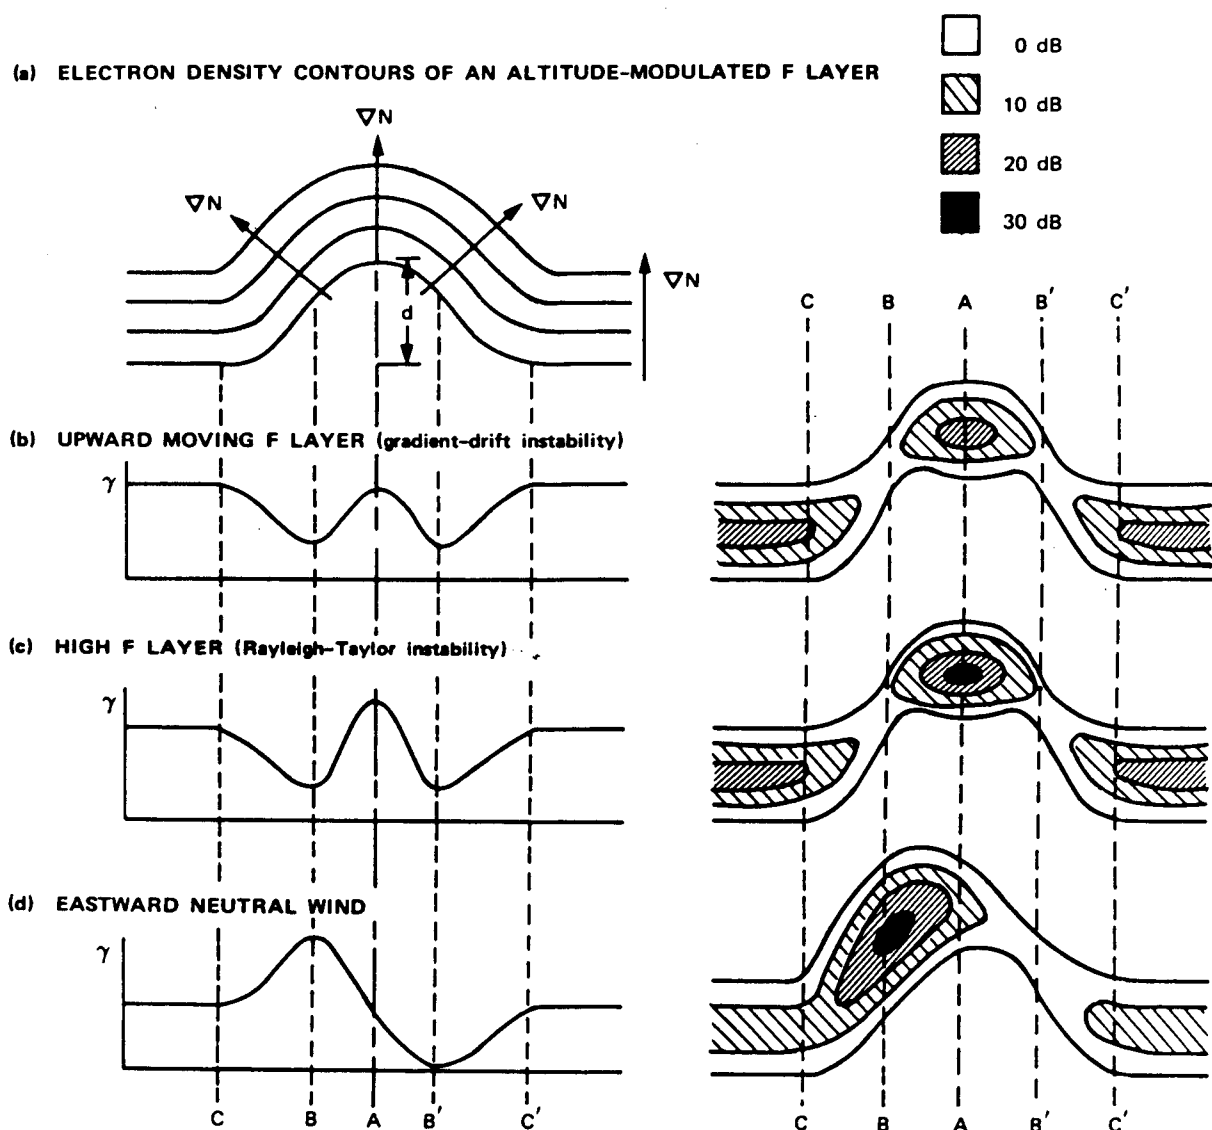 0 dB
(a) ELECTRON DENSITY CONTOURS OF AN ALTITUDE-MODULATED F LAYER
10 dB
20 dB
30 dB
∇N
∇N
∇N
∇N
d
C B A B′ C′
(b) UPWARD MOVING F LAYER (gradient-drift instability)
γ
(c) HIGH F LAYER (Rayleigh-Taylor instability)
γ
(d) EASTWARD NEUTRAL WIND
γ
C B A B′ C′
C B A B′ C′